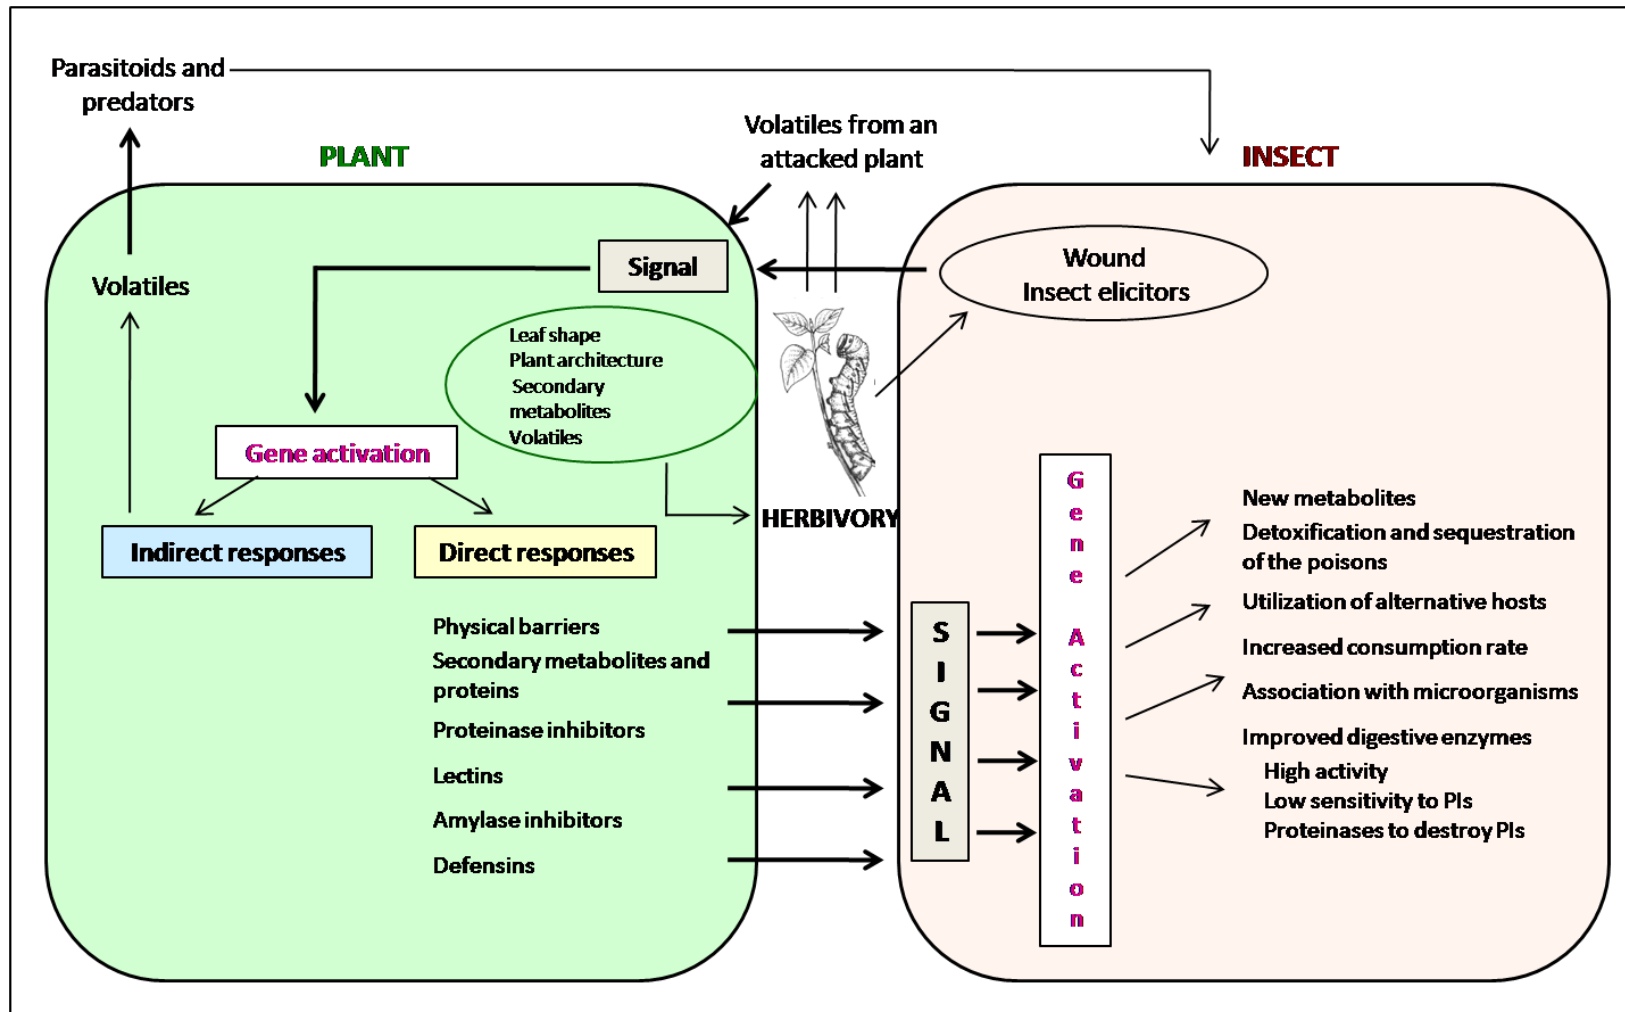 Parasitoids and
predators
Volatiles from an
attacked plant
PLANT
INSECT
Signal
Wound
Insect elicitors
Volatiles
Leaf shape
Plant architecture
Secondary
metabolites
Volatiles
Gene activation
HERBIVORY
Indirect responses
Direct responses
Physical barriers
Secondary metabolites and
proteins
Proteinase inhibitors
Lectins
Amylase inhibitors
Defensins
SIGNAL
Gene Activation
New metabolites
Detoxification and sequestration
of the poisons
Utilization of alternative hosts
Increased consumption rate
Association with microorganisms
Improved digestive enzymes
High activity
Low sensitivity to PIs
Proteinases to destroy PIs